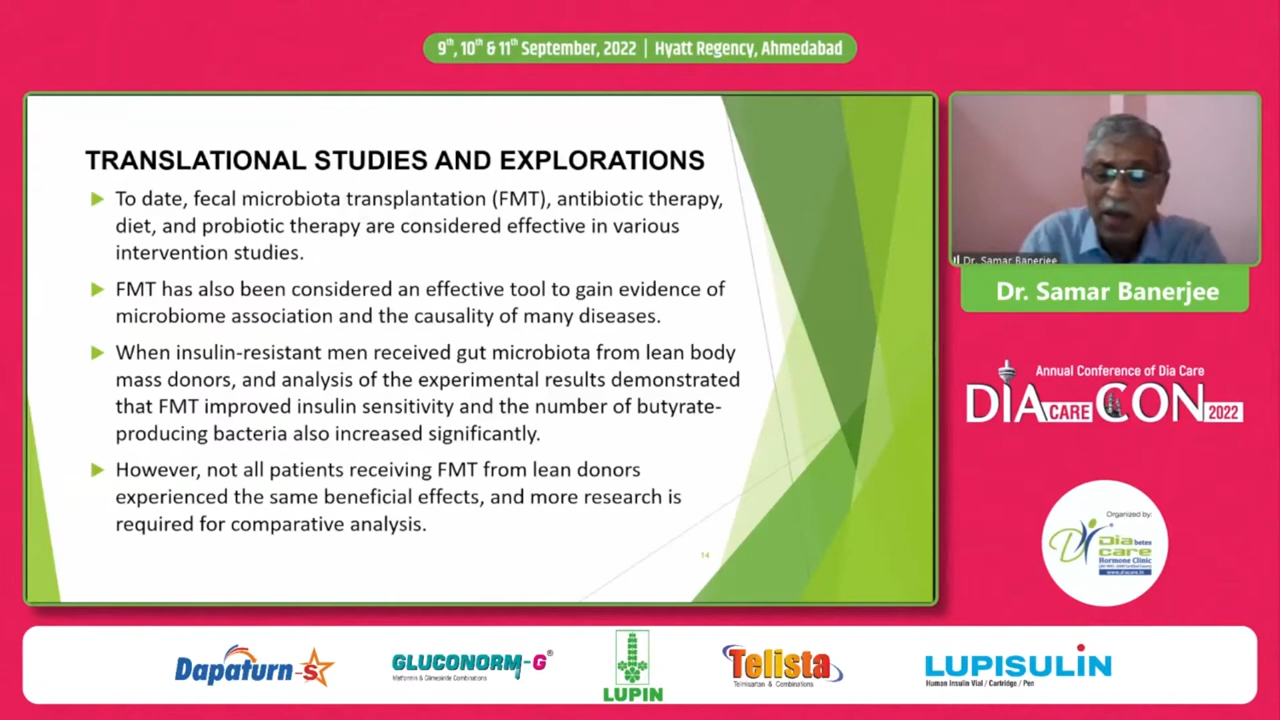 9th, 10th & 11th September, 2022 | Hyatt Regency, Ahmedabad
TRANSLATIONAL STUDIES AND EXPLORATIONS
To date, fecal microbiota transplantation (FMT), antibiotic therapy,
diet, and probiotic therapy are considered effective in various
intervention studies.
FMT has also been considered an effective tool to gain evidence of
microbiome association and the causality of many diseases.
When insulin-resistant men received gut microbiota from lean body
mass donors, and analysis of the experimental results demonstrated
that FMT improved insulin sensitivity and the number of butyrate-
producing bacteria also increased significantly.
However, not all patients receiving FMT from lean donors
experienced the same beneficial effects, and more research is
required for comparative analysis.
14
Dr. Samar Banerjee
Dr. Samar Banerjee
Annual Conference of Dia Care
DIA CARE CON 2022
Organized by:
Diabetes
care
Hormone Clinic
www.diacare.in
Dapaturn-S
GLUCONORM-G®
Metformin & Glimepiride Combinations
LUPIN
Telista
Telmisartan & Combinations
LUPISULIN
Human Insulin Vial / Cartridge / Pen